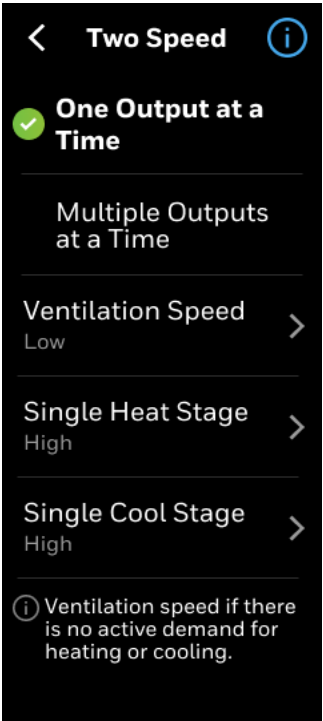 Two Speed
One Output at a
Time
Multiple Outputs
at a Time
Ventilation Speed
Low
Single Heat Stage
High
Single Cool Stage
High
Ventilation speed if there
is no active demand for
heating or cooling.